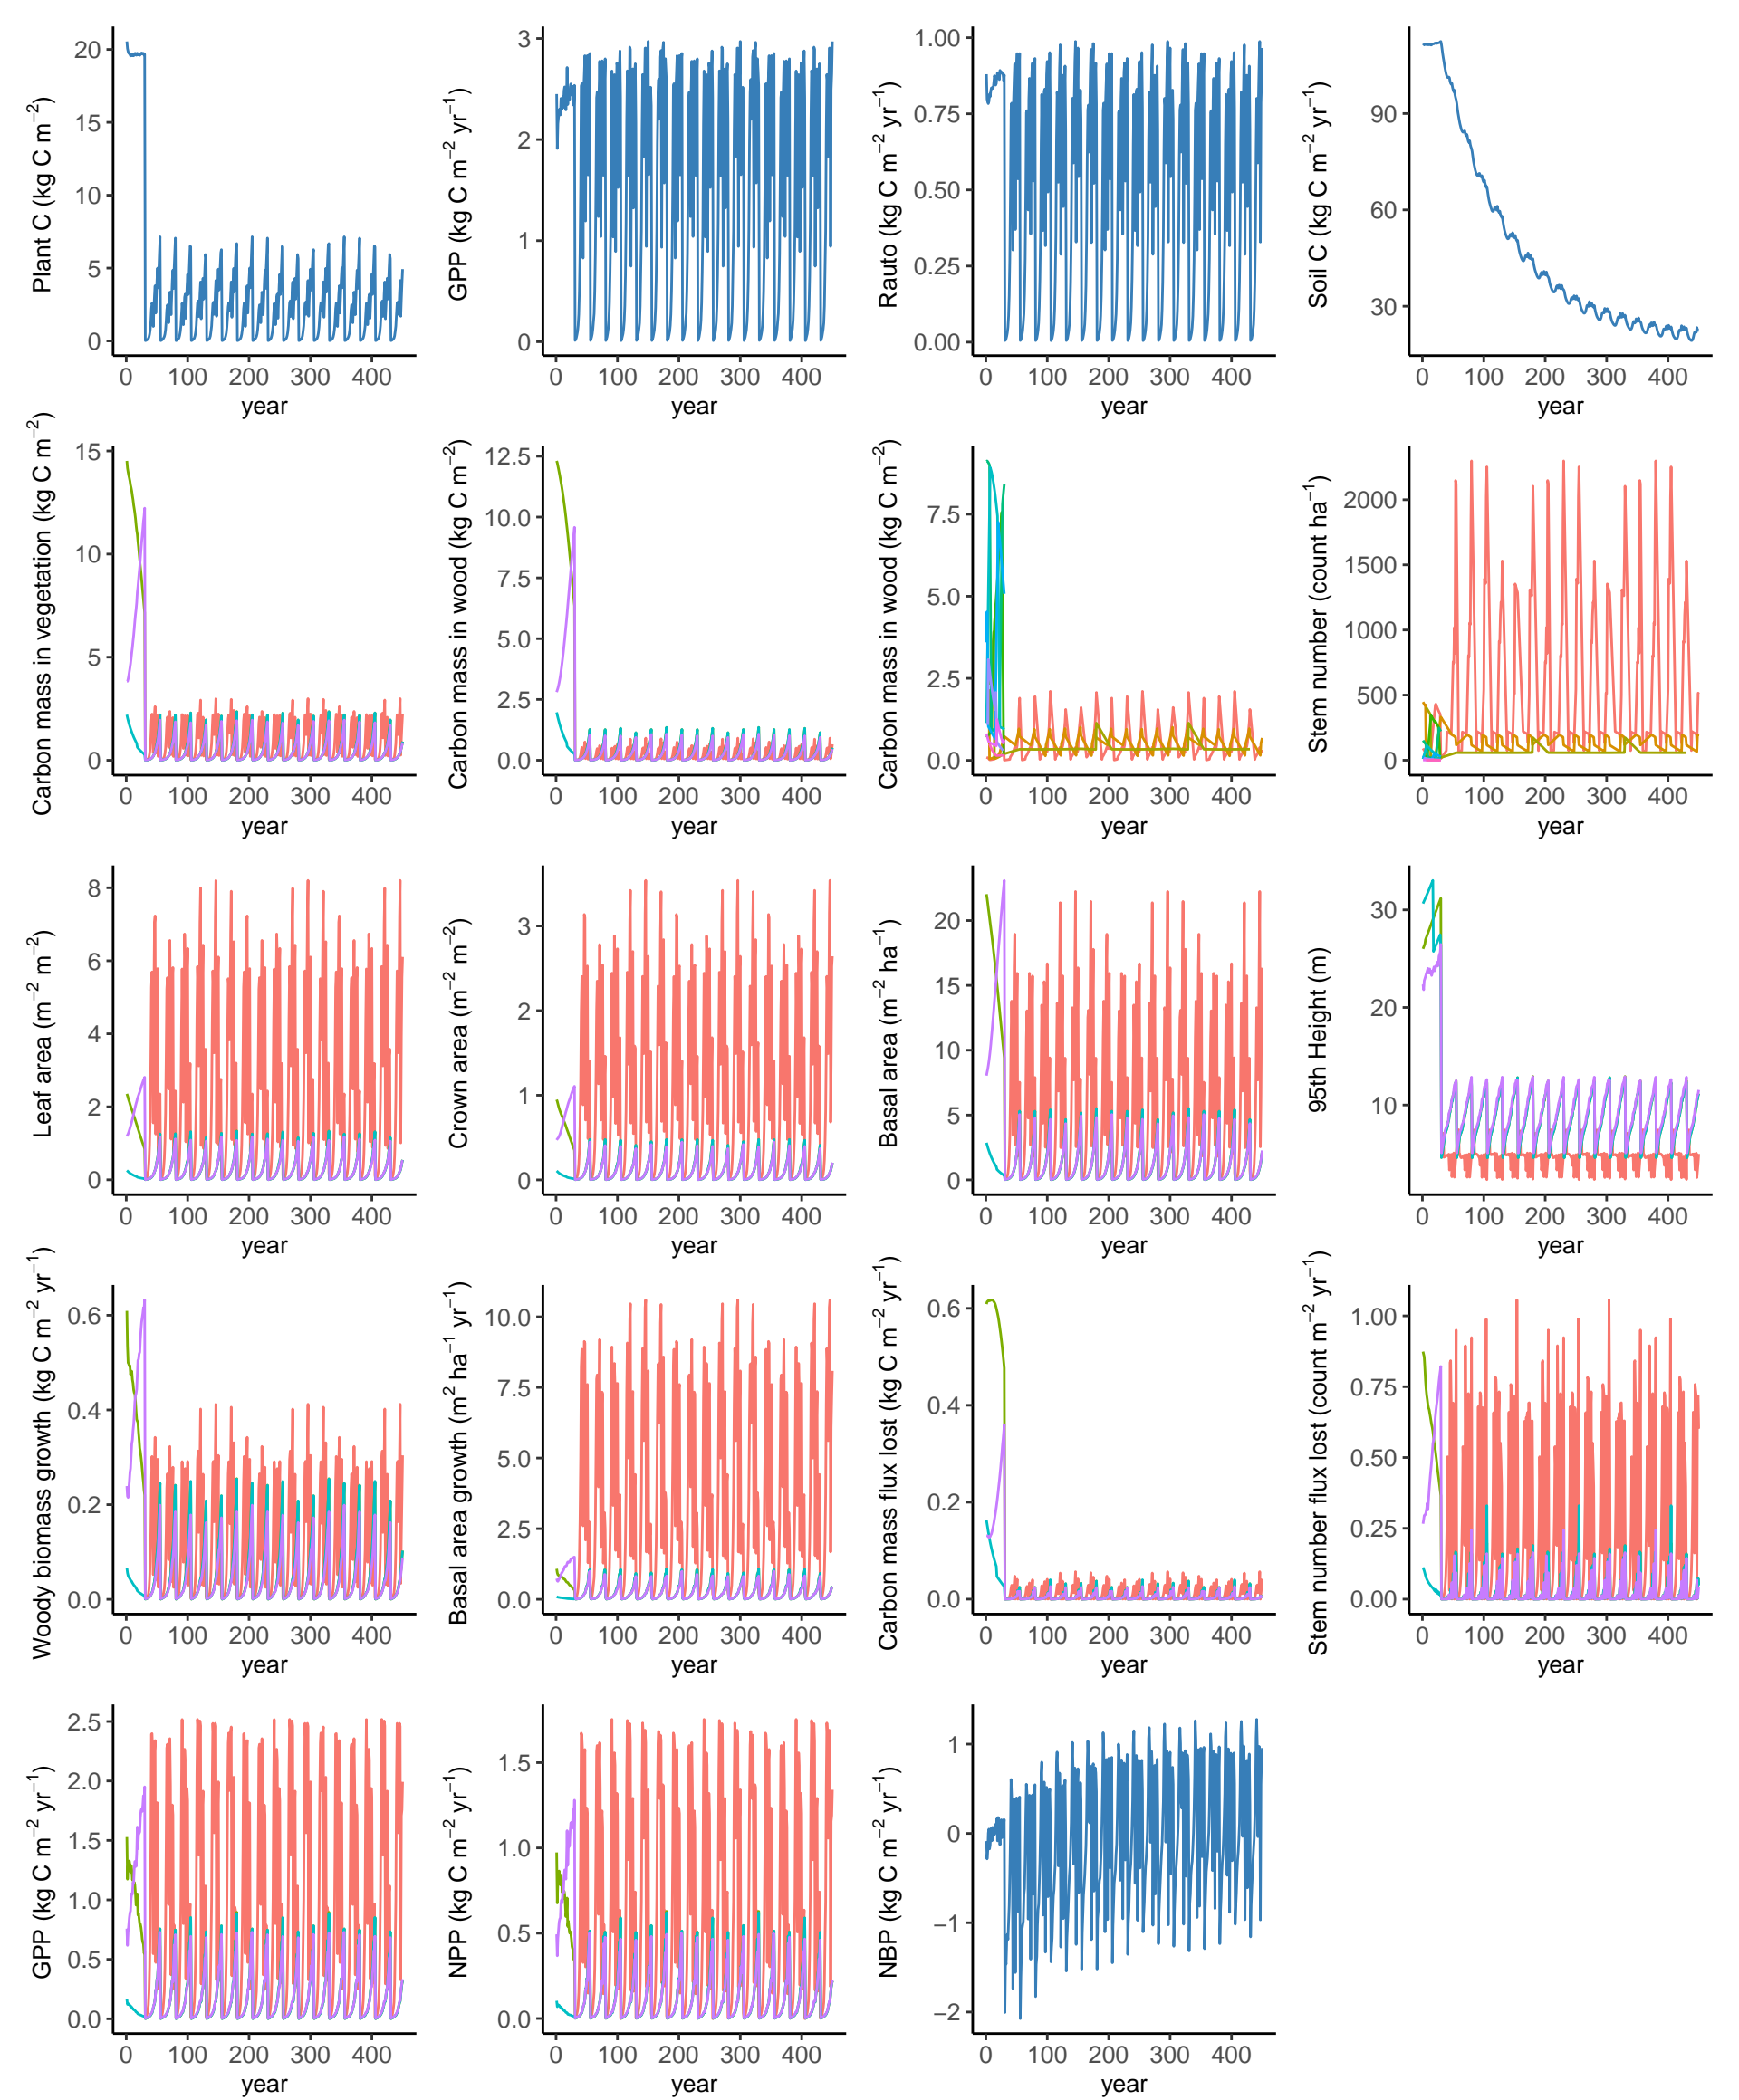 Plant C (kg C m−2)
20
15
10
5
0
0 100 200 300 400
year
GPP (kg C m−2 yr−1)
3
2
1
0
0 100 200 300 400
year
Rauto (kg C m−2 yr−1)
1.00
0.75
0.50
0.25
0.00
0 100 200 300 400
year
Soil C (kg C m−2 yr−1)
90
60
30
0 100 200 300 400
year
Carbon mass in vegetation (kg C m−2)
15
10
5
0
0 100 200 300 400
year
Carbon mass in wood (kg C m−2)
12.5
10.0
7.5
5.0
2.5
0.0
0 100 200 300 400
year
Carbon mass in wood (kg C m−2)
7.5
5.0
2.5
0.0
0 100 200 300 400
year
Stem number (count ha−1)
2000
1500
1000
500
0
0 100 200 300 400
year
Leaf area (m−2 m−2)
8
6
4
2
0
0 100 200 300 400
year
Crown area (m−2 m−2)
3
2
1
0
0 100 200 300 400
year
Basal area (m−2 ha−1)
20
15
10
5
0
0 100 200 300 400
year
95th Height (m)
30
20
10
0 100 200 300 400
year
Woody biomass growth (kg C m−2 yr−1)
0.6
0.4
0.2
0.0
0 100 200 300 400
year
Basal area growth (m2 ha−1 yr−1)
10.0
7.5
5.0
2.5
0.0
0 100 200 300 400
year
Carbon mass flux lost (kg C m−2 yr−1)
0.6
0.4
0.2
0.0
0 100 200 300 400
year
Stem number flux lost (count m−2 yr−1)
1.00
0.75
0.50
0.25
0.00
0 100 200 300 400
year
GPP (kg C m−2 yr−1)
2.5
2.0
1.5
1.0
0.5
0.0
0 100 200 300 400
year
NPP (kg C m−2 yr−1)
1.5
1.0
0.5
0.0
0 100 200 300 400
year
NBP (kg C m−2 yr−1)
1
0
−1
−2
0 100 200 300 400
year